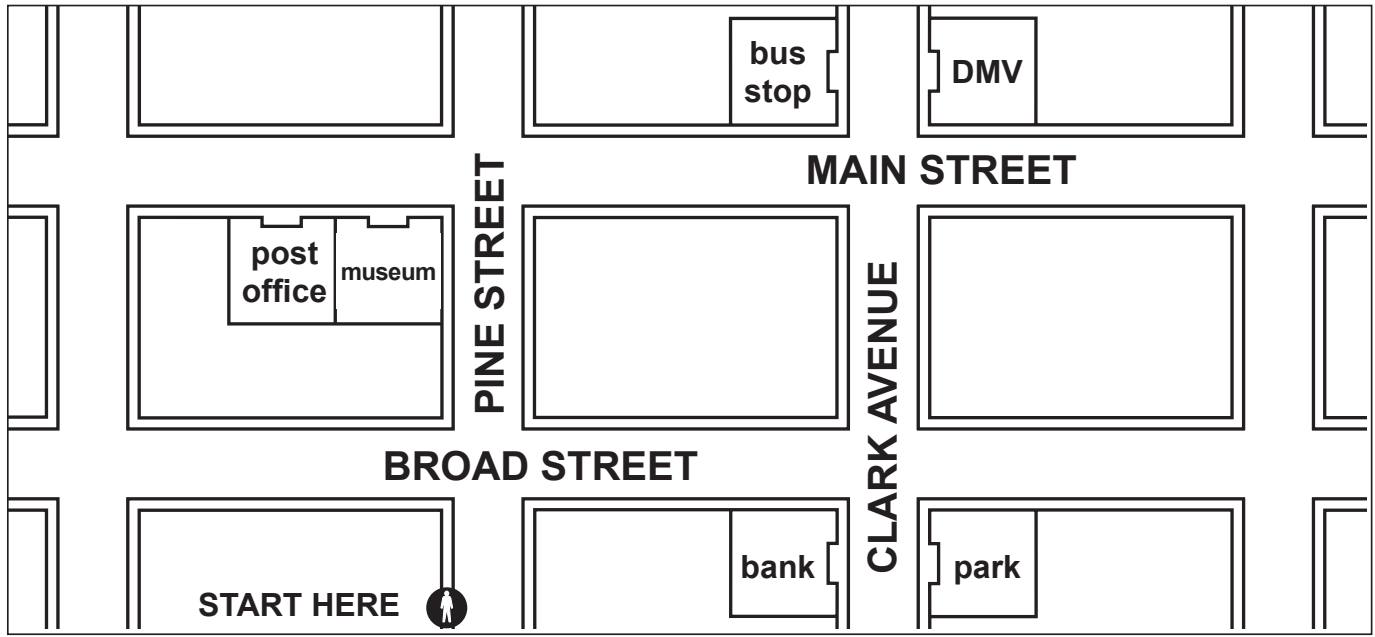 bus
stop
DMV
MAIN STREET
PINE STREET
post
office
museum
CLARK AVENUE
BROAD STREET
bank
park
START HERE